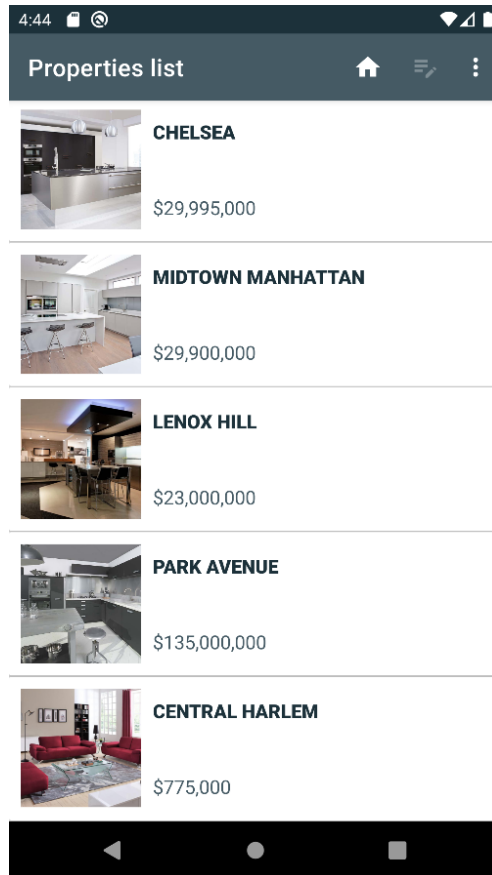 4:44
Properties list
CHELSEA
$29,995,000
MIDTOWN MANHATTAN
$29,900,000
LENOX HILL
$23,000,000
PARK AVENUE
$135,000,000
CENTRAL HARLEM
$775,000